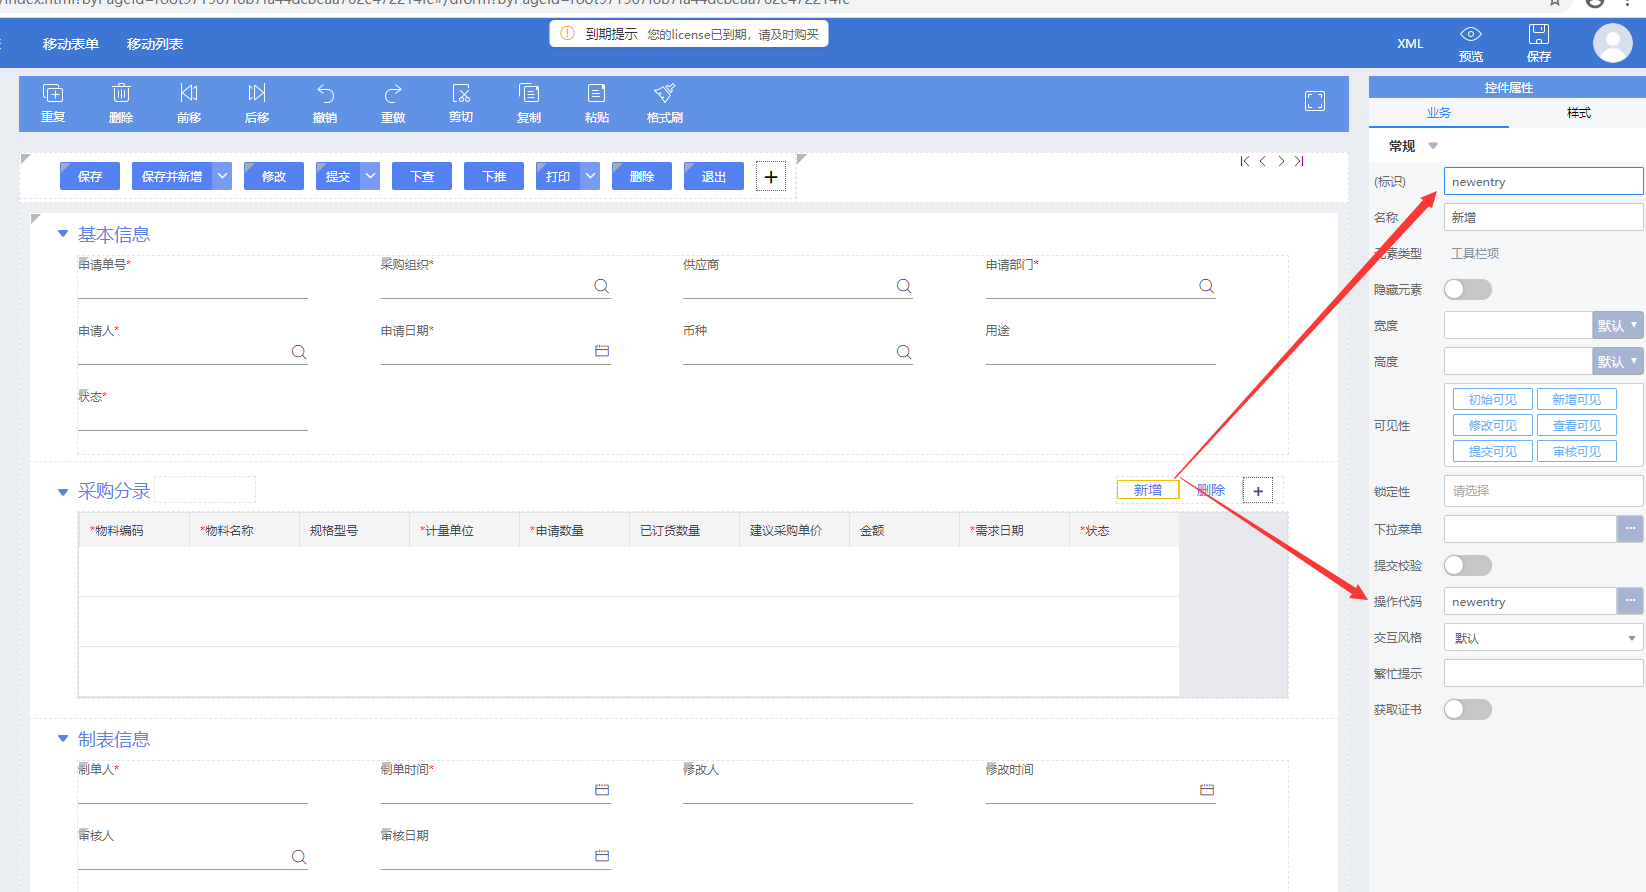 移动表单 移动列表
到期提示 您的license已到期，请及时购买
XML 预览 保存
重复 删除 前移 后移 撤销 重做 剪切 复制 粘贴 格式刷
控件属性
业务 样式
保存 保存并新增 修改 提交 下查 下推 打印 删除 退出 +
常规
(标识) newentry
名称 新增
元素类型 工具栏项
隐藏元素
宽度 默认
高度 默认
可见性
初始可见 新增可见
修改可见 查看可见
提交可见 审核可见
锁定性 请选择
下拉菜单 ...
提交校验
操作代码 newentry ...
交互风格 默认
繁忙提示
获取证书
基本信息
申请单号* 采购组织* 供应商 申请部门*
申请人* 申请日期* 币种 用途
状态*
采购分录 新增 删除 +
*物料编码 *物料名称 规格型号 *计量单位 *申请数量 已订货数量 建议采购单价 金额 *需求日期 *状态
制表信息
制单人* 制单时间* 修改人 修改时间
审核人 审核日期